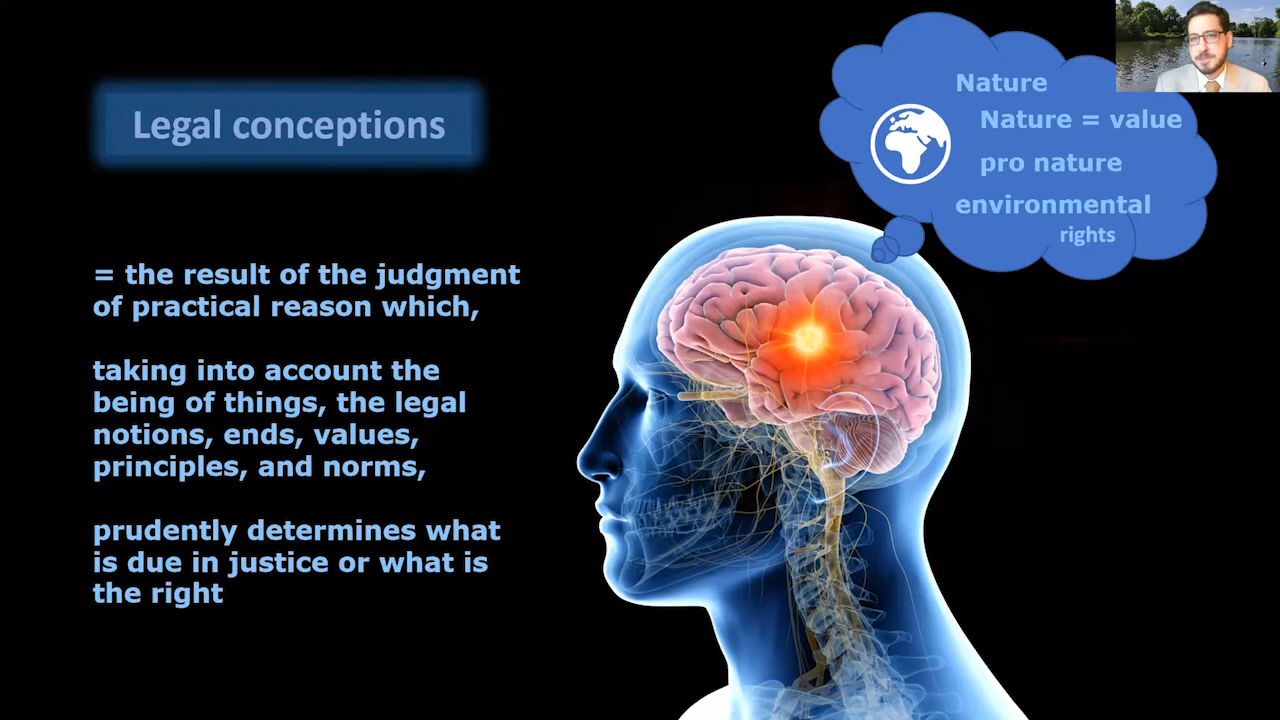 Legal conceptions
= the result of the judgment
of practical reason which,
taking into account the
being of things, the legal
notions, ends, values,
principles, and norms,
prudently determines what
is due in justice or what is
the right
Nature
Nature = value
pro nature
environmental
rights